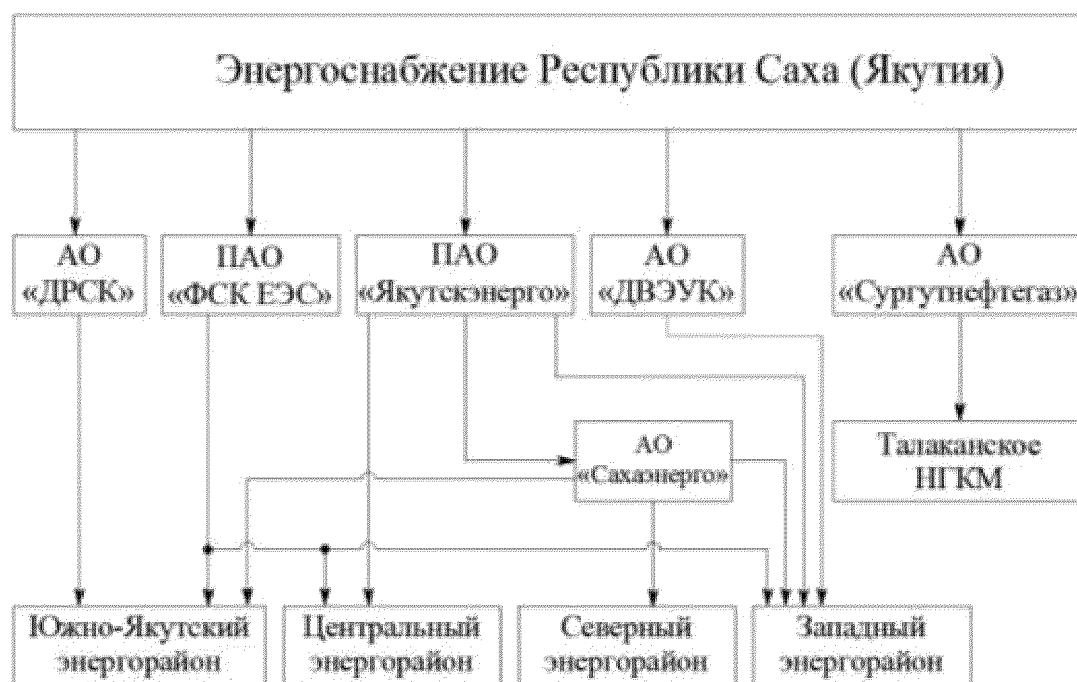 Энергоснабжение Республики Саха (Якутия)
АО
«ДРСК»
ПАО
«ФСК ЕЭС»
ПАО
«Якутскэнерго»
АО
«ДВЭУК»
АО
«Сургутнефтегаз»
АО
«Сахаэнерго»
Талаканское
НГКМ
Южно-Якутский
энергорайон
Центральный
энергорайон
Северный
энергорайон
Западный
энергорайон